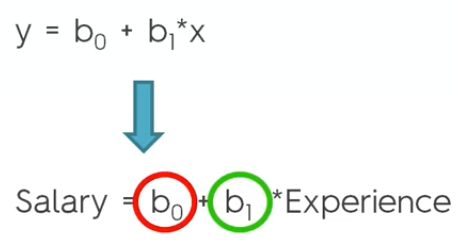 y = b₀ + b₁*x
Salary = b₀ + b₁*Experience